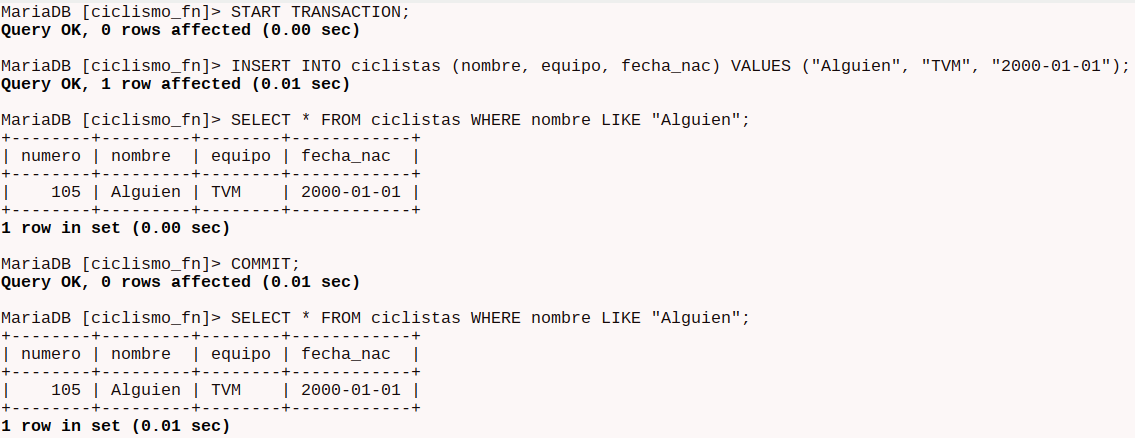 MariaDB [ciclismo_fn]> START TRANSACTION;
Query OK, 0 rows affected (0.00 sec)

MariaDB [ciclismo_fn]> INSERT INTO ciclistas (nombre, equipo, fecha_nac) VALUES ("Alguien", "TVM", "2000-01-01");
Query OK, 1 row affected (0.01 sec)

MariaDB [ciclismo_fn]> SELECT * FROM ciclistas WHERE nombre LIKE "Alguien";
+--------+---------+--------+------------+
| numero | nombre  | equipo | fecha_nac  |
+--------+---------+--------+------------+
|    105 | Alguien | TVM    | 2000-01-01 |
+--------+---------+--------+------------+
1 row in set (0.00 sec)

MariaDB [ciclismo_fn]> COMMIT;
Query OK, 0 rows affected (0.01 sec)

MariaDB [ciclismo_fn]> SELECT * FROM ciclistas WHERE nombre LIKE "Alguien";
+--------+---------+--------+------------+
| numero | nombre  | equipo | fecha_nac  |
+--------+---------+--------+------------+
|    105 | Alguien | TVM    | 2000-01-01 |
+--------+---------+--------+------------+
1 row in set (0.01 sec)